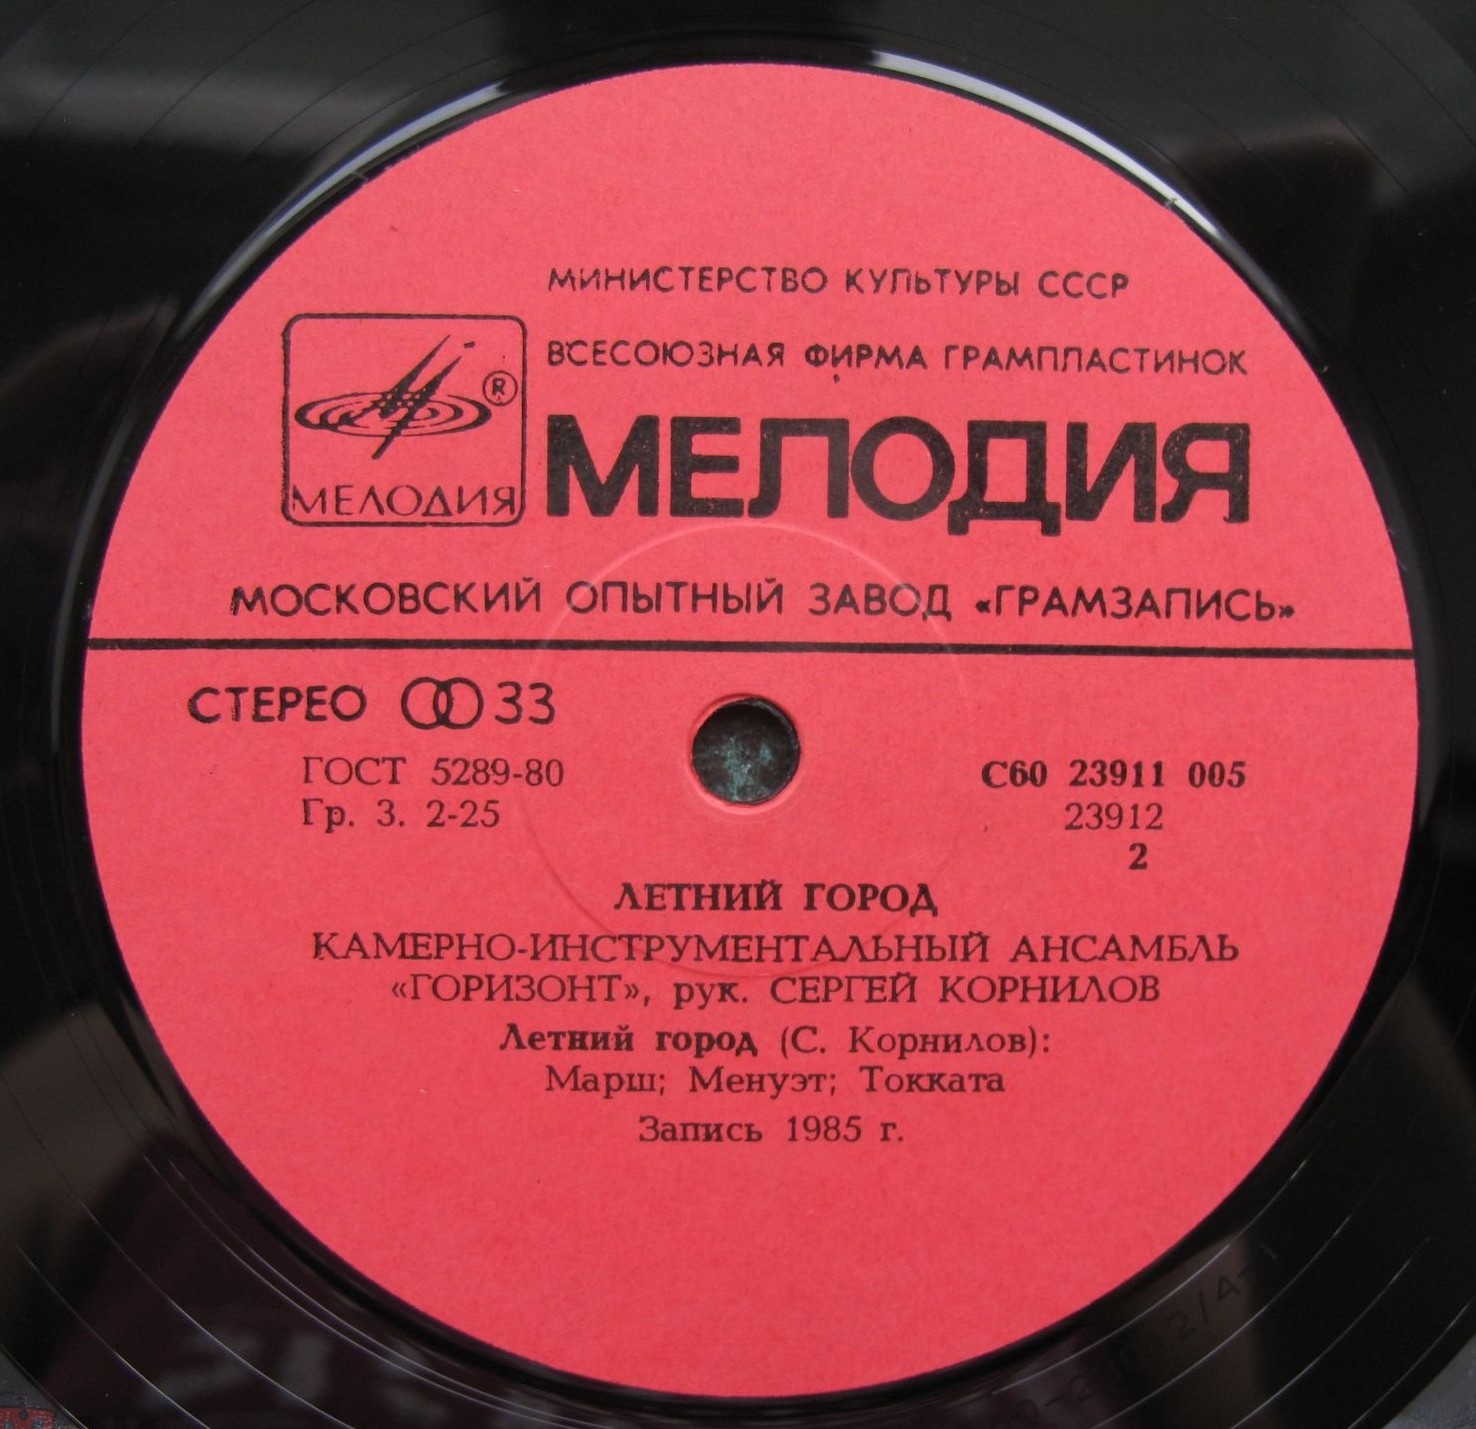 МИНИСТЕРСТВО КУЛЬТУРЫ СССР
ВСЕСОЮЗНАЯ ФИРМА ГРАМПЛАСТИНОК
®
МЕЛОДИЯ
МЕЛОДИЯ
МОСКОВСКИЙ ОПЫТНЫЙ ЗАВОД «ГРАМЗАПИСЬ»
СТЕРЕО 33
ГОСТ 5289-80
Гр. 3. 2-25
С60 23911 005
23912
2
ЛЕТНИЙ ГОРОД
КАМЕРНО-ИНСТРУМЕНТАЛЬНЫЙ АНСАМБЛЬ
«ГОРИЗОНТ», рук. СЕРГЕЙ КОРНИЛОВ
Летний город (С. Корнилов):
Марш; Менуэт; Токката
Запись 1985 г.